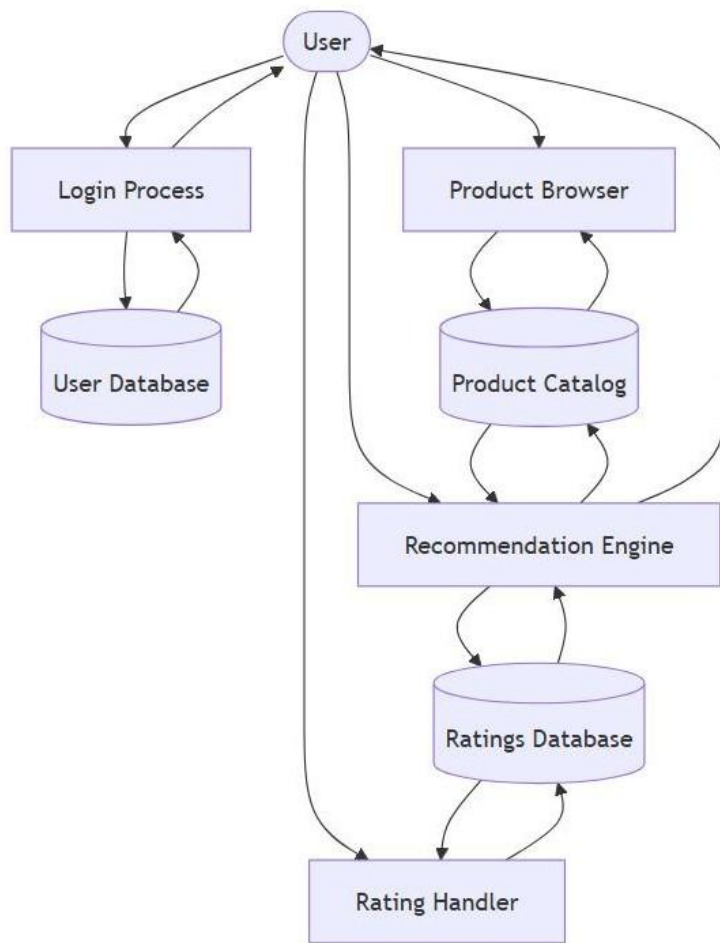 User
Login Process
Product Browser
User Database
Product Catalog
Recommendation Engine
Ratings Database
Rating Handler